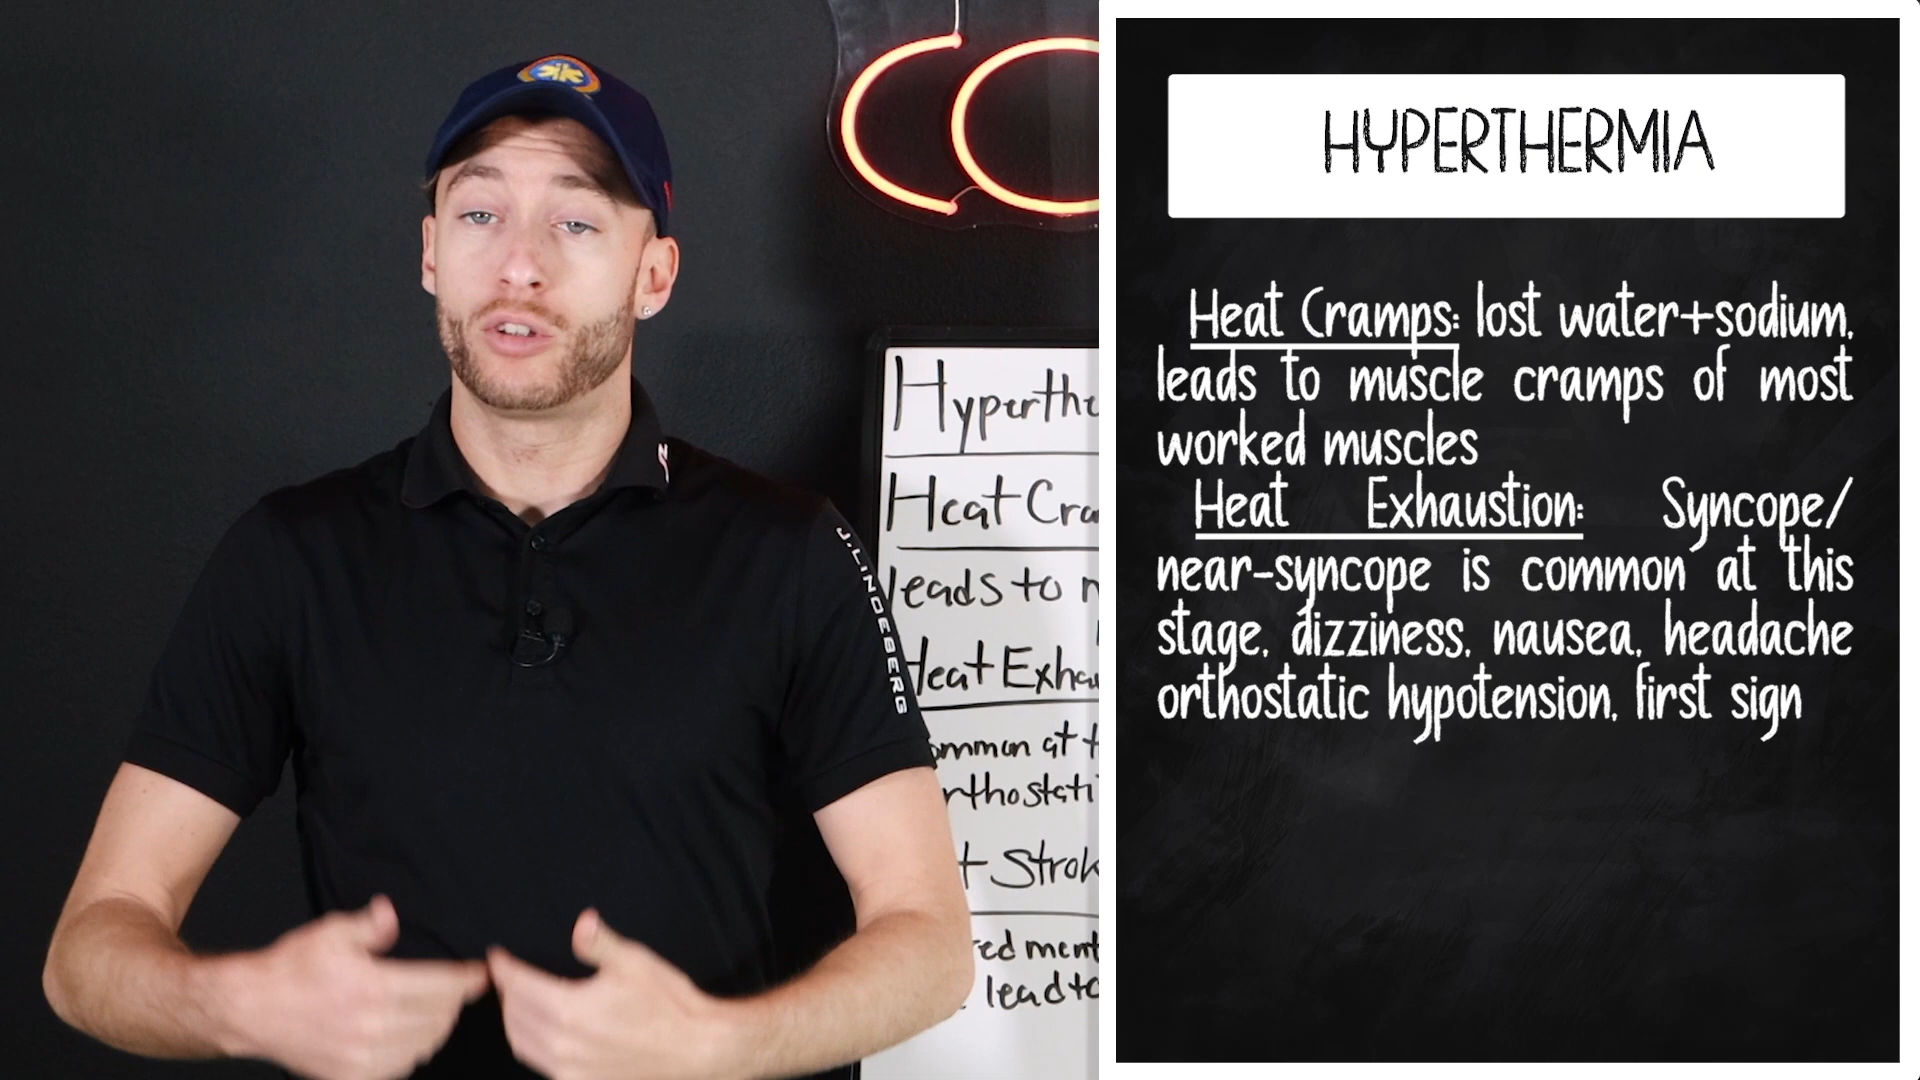 HYPERTHERMIA
Heat Cramps: lost water+sodium,
leads to muscle cramps of most
worked muscles
Heat Exhaustion: Syncope/
near-syncope is common at this
stage, dizziness, nausea, headache
orthostatic hypotension, first sign
J.LINDEBERG
Hyperthe
Heat Cra
leads to m
Heat Exha
ommon at t
rthostati
t Strok
red ment
lead to